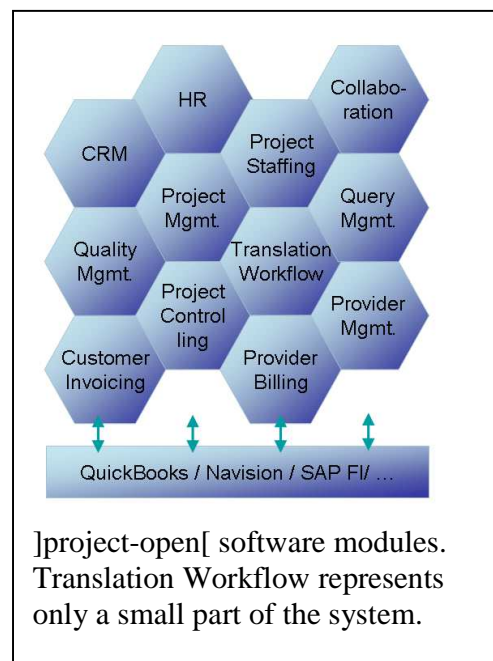 HR
Collabo-
ration
CRM
Project
Staffing
Project
Mgmt.
Query
Mgmt.
Quality
Mgmt.
Translation
Workflow
Project
Control
ling
Provider
Mgmt.
Customer
Invoicing
Provider
Billing
QuickBooks / Navision / SAP FI/ ...
]project-open[ software modules.
Translation Workflow represents
only a small part of the system.